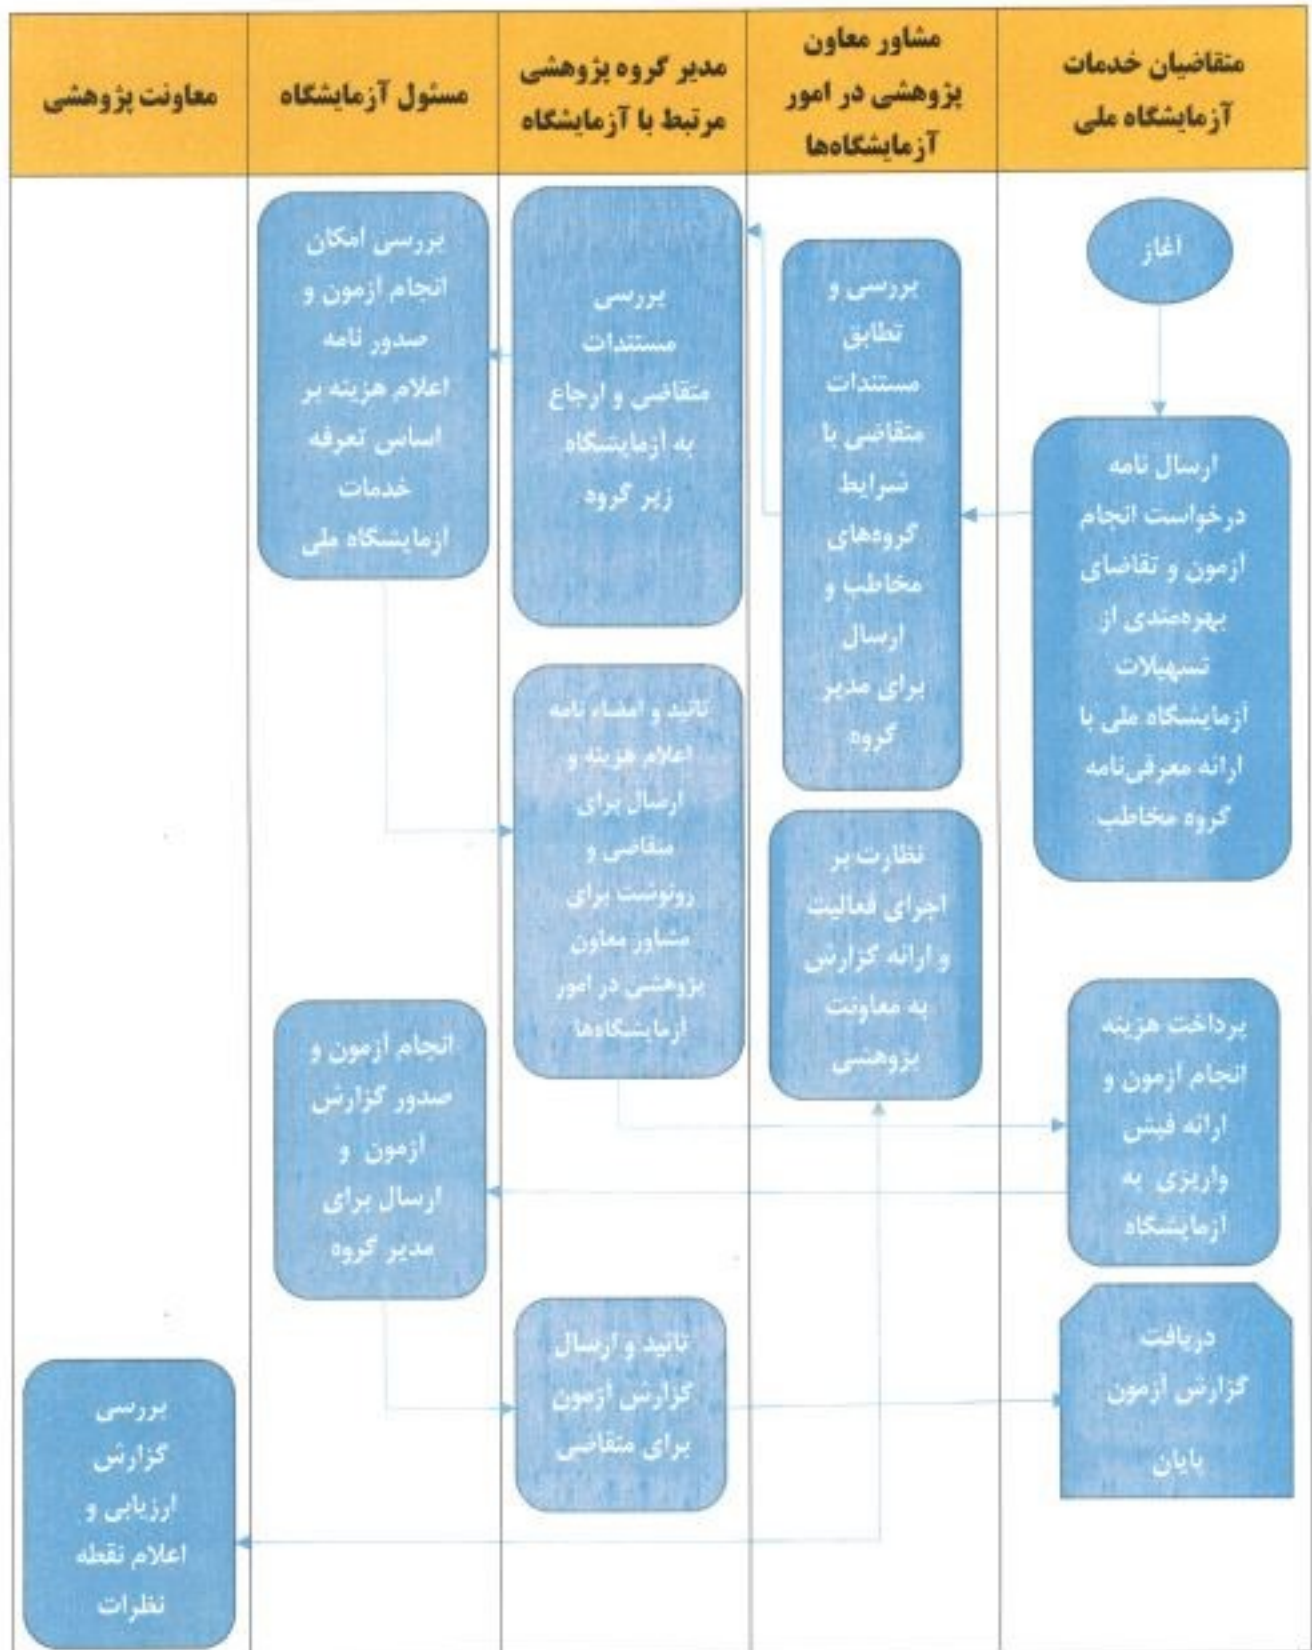 متقاضیان خدمات
آزمایشگاه ملی
مشاور معاون
پژوهشی در امور
آزمایشگاه‌ها
مدیر گروه پژوهشی
مرتبط با آزمایشگاه
مسئول آزمایشگاه
معاونت پژوهشی
آغاز
ارسال نامه
درخواست انجام
آزمون و تقاضای
بهره‌مندی از
تسهیلات
آزمایشگاه ملی با
ارائه معرفی‌نامه
گروه مخاطب
بررسی و
تطابق
مستندات
متقاضی با
شرایط
گروه‌های
مخاطب و
ارسال
برای مدیر
گروه
بررسی
مستندات
متقاضی و ارجاع
به آزمایشگاه
زیر گروه
بررسی امکان
انجام آزمون و
صدور نامه
اعلام هزینه بر
اساس تعرفه
خدمات
آزمایشگاه ملی
تائید و امضاء نامه
اعلام هزینه و
ارسال برای
متقاضی و
رونوشت برای
مشاور معاون
پژوهشی در امور
آزمایشگاه‌ها
نظارت بر
اجرای فعالیت
و ارائه گزارش
به معاونت
پژوهشی
پرداخت هزینه
انجام آزمون و
ارائه فیش
واریزی به
آزمایشگاه
انجام آزمون و
صدور گزارش
آزمون و
ارسال برای
مدیر گروه
تائید و ارسال
گزارش آزمون
برای متقاضی
دریافت
گزارش آزمون
پایان
بررسی
گزارش
ارزیابی و
اعلام نقطه
نظرات